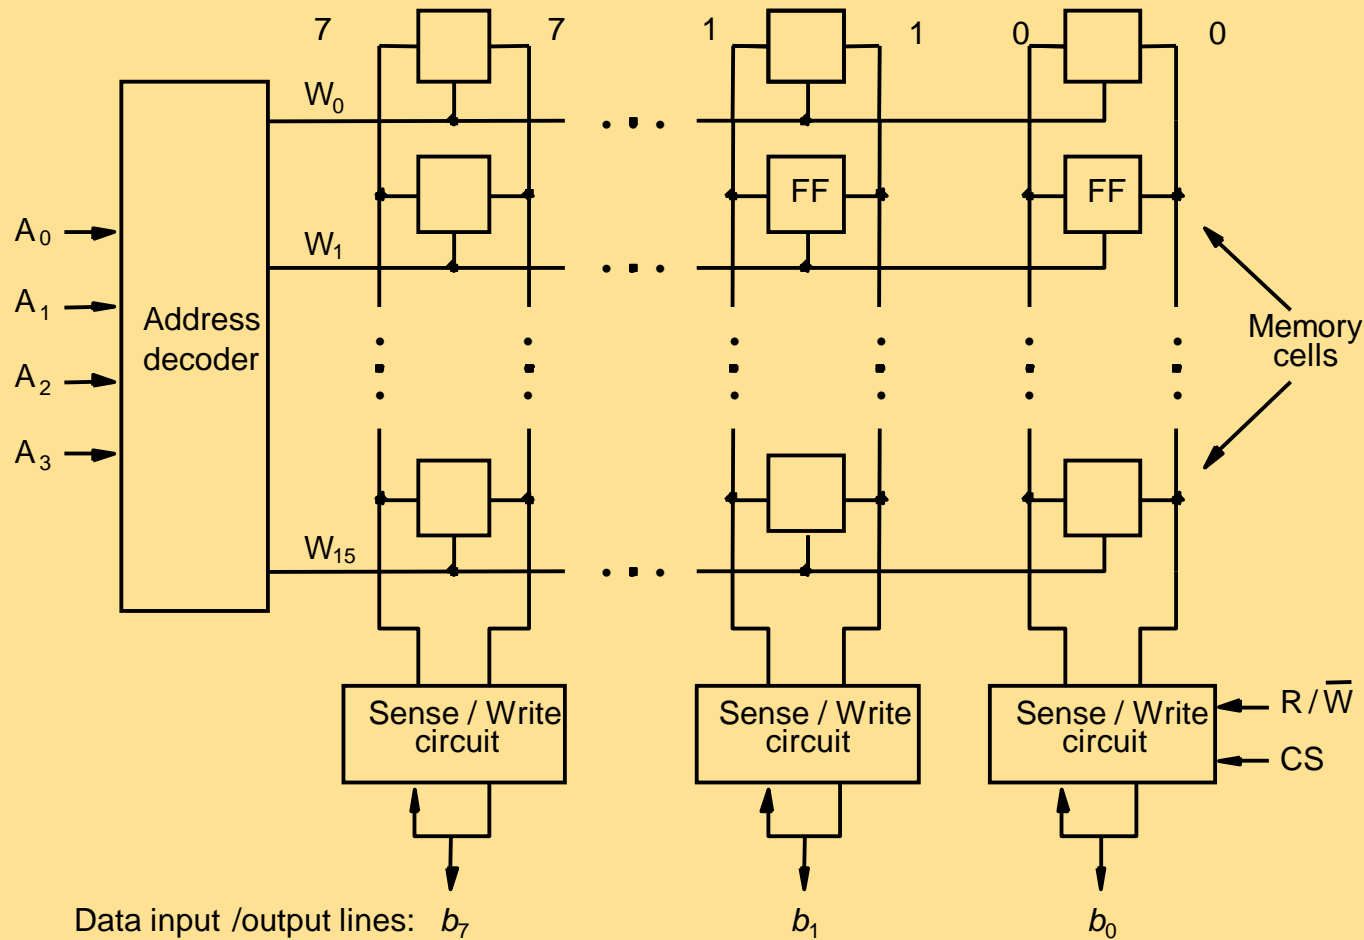 7 7 1 1 0 0
W₀
FF FF
A₀
W₁
A₁
Address
decoder
Memory
cells
A₂
A₃
W₁₅
Sense / Write
circuit
Sense / Write
circuit
Sense / Write
circuit
R / W̅
CS
Data input /output lines: b₇ b₁ b₀